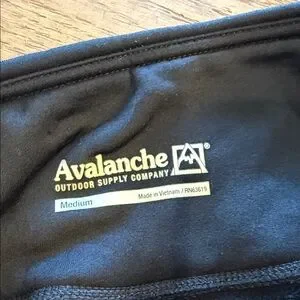 Avalanche ®
OUTDOOR SUPPLY COMPANY
Medium Made in Vietnam / RN63619